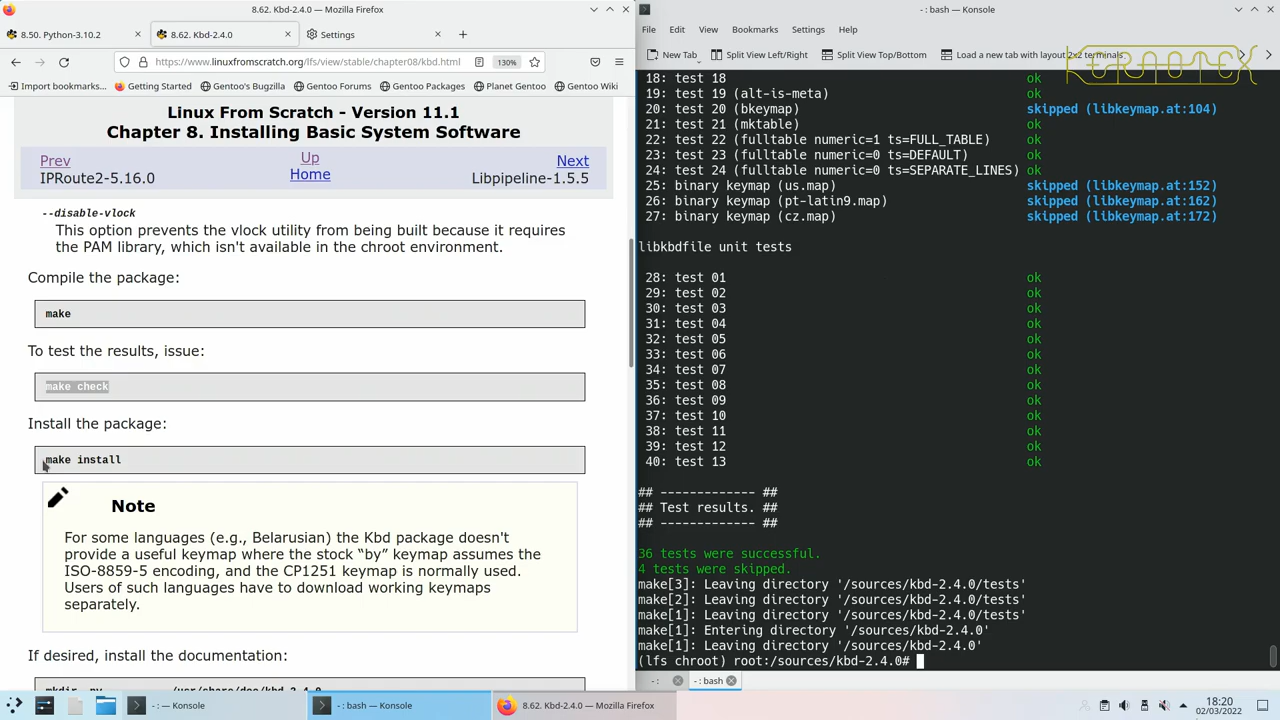 8.62. Kbd-2.4.0 — Mozilla Firefox
8.50. Python-3.10.2
8.62. Kbd-2.4.0
Settings
https://www.linuxfromscratch.org/lfs/view/stable/chapter08/kbd.html
130%
Import bookmarks...
Getting Started
Gentoo's Bugzilla
Gentoo Forums
Gentoo Packages
Planet Gentoo
Gentoo Wiki
Linux From Scratch - Version 11.1
Chapter 8. Installing Basic System Software
Prev
Up
Next
IPRoute2-5.16.0
Home
Libpipeline-1.5.5
--disable-vlock
This option prevents the vlock utility from being built because it requires
the PAM library, which isn't available in the chroot environment.
Compile the package:
make
To test the results, issue:
make check
Install the package:
make install
Note
For some languages (e.g., Belarusian) the Kbd package doesn't
provide a useful keymap where the stock “by” keymap assumes the
ISO-8859-5 encoding, and the CP1251 keymap is normally used.
Users of such languages have to download working keymaps
separately.
If desired, install the documentation:
mkdir -pv /usr/share/doc/kbd-2.4.0
- : bash — Konsole
File Edit View Bookmarks Settings Help
New Tab
Split View Left/Right
Split View Top/Bottom
Load a new tab with layout 2x2 terminals
KERNOTEX
18: test 18 ok
19: test 19 (alt-is-meta) ok
20: test 20 (bkeymap) skipped (libkeymap.at:104)
21: test 21 (mktable) ok
22: test 22 (fulltable numeric=1 ts=FULL_TABLE) ok
23: test 23 (fulltable numeric=0 ts=DEFAULT) ok
24: test 24 (fulltable numeric=0 ts=SEPARATE_LINES) ok
25: binary keymap (us.map) skipped (libkeymap.at:152)
26: binary keymap (pt-latin9.map) skipped (libkeymap.at:162)
27: binary keymap (cz.map) skipped (libkeymap.at:172)
libkbdfile unit tests
28: test 01 ok
29: test 02 ok
30: test 03 ok
31: test 04 ok
32: test 05 ok
33: test 06 ok
34: test 07 ok
35: test 08 ok
36: test 09 ok
37: test 10 ok
38: test 11 ok
39: test 12 ok
40: test 13 ok
## ------------- ##
## Test results. ##
## ------------- ##
36 tests were successful.
4 tests were skipped.
make[3]: Leaving directory '/sources/kbd-2.4.0/tests'
make[2]: Leaving directory '/sources/kbd-2.4.0/tests'
make[1]: Leaving directory '/sources/kbd-2.4.0/tests'
make[1]: Entering directory '/sources/kbd-2.4.0'
make[1]: Leaving directory '/sources/kbd-2.4.0'
(lfs chroot) root:/sources/kbd-2.4.0#
- :
- : bash
- : — Konsole
- : bash — Konsole
8.62. Kbd-2.4.0 — Mozilla Firefox
18:20
02/03/2022